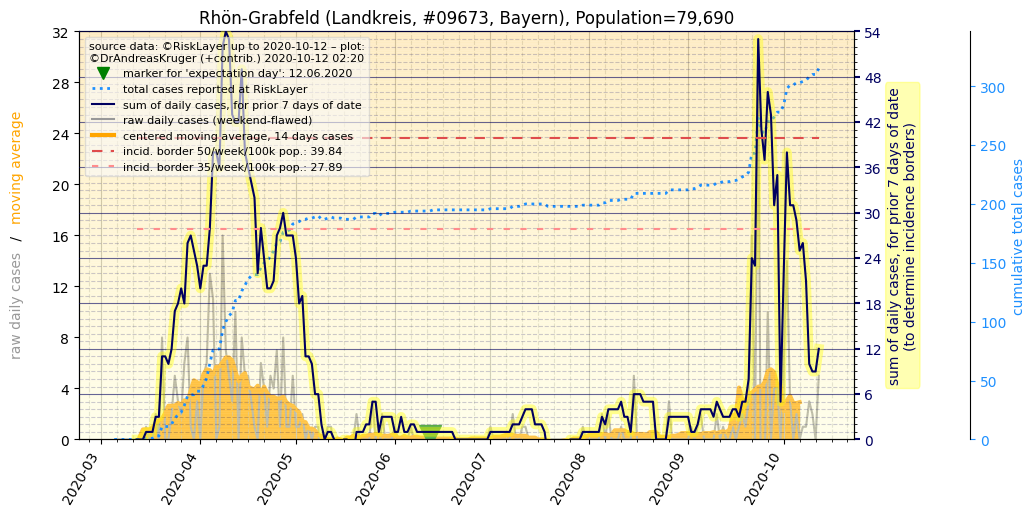 Rhön-Grabfeld (Landkreis, #09673, Bayern), Population=79,690
source data: ©RiskLayer up to 2020-10-12 – plot:
©DrAndreasKruger (+contrib.) 2020-10-12 02:20
marker for 'expectation day': 12.06.2020
total cases reported at RiskLayer
sum of daily cases, for prior 7 days of date
raw daily cases (weekend-flawed)
centered moving average, 14 days cases
incid. border 50/week/100k pop.: 39.84
incid. border 35/week/100k pop.: 27.89
raw daily cases / moving average
32
28
24
20
16
12
8
4
0
54
48
42
36
30
24
18
12
6
0
sum of daily cases, for prior 7 days of date
(to determine incidence borders)
300
250
200
150
100
50
0
cumulative total cases
2020-03
2020-04
2020-05
2020-06
2020-07
2020-08
2020-09
2020-10